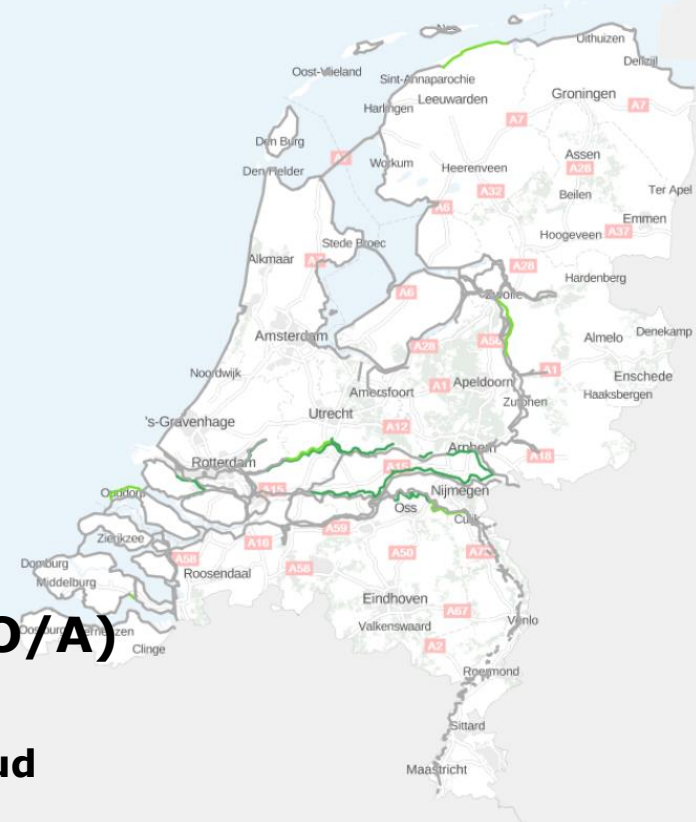 Nes
Uithuizen
Delfzijl
Oost-Vlieland
Sint-Annaparochie
Leeuwarden
Groningen
A7
Harlingen
A7
Den Burg
Assen
A28
Workum
Heerenveen
Den Helder
A32
Beilen
Ter Apel
A6
Emmen
Hoogeveen
A37
Stede Broec
Alkmaar
A28
Hardenberg
A6
Zwolle
Amsterdam
Almelo
Denekamp
A28
A50
Noordwijk
Amersfoort
A1
Apeldoorn
A1
Enschede
Haaksbergen
Zutphen
's-Gravenhage
Utrecht
A12
Arnhem
A18
Rotterdam
A15
A15
Nijmegen
Ouddorp
Oss
Cuijk
A59
Zierikzee
A16
A58
A58
A50
A73
Domburg
Roosendaal
Middelburg
Eindhoven
A67
Venlo
Valkenswaard
O/A)
Clinge
A2
Roermond
Sittard
ud
Maastricht